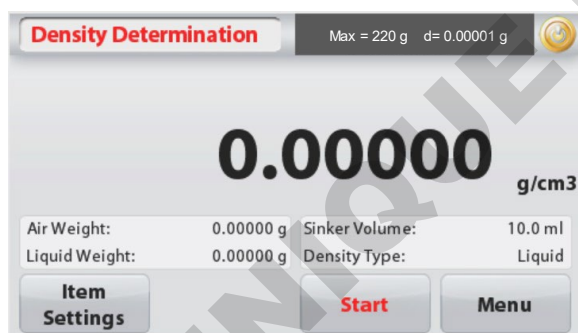 Density Determination Max = 220 g d= 0.00001 g
0.00000 g/cm3
Air Weight: 0.00000 g Sinker Volume: 10.0 ml
Liquid Weight: 0.00000 g Density Type: Liquid
Item Settings Start Menu